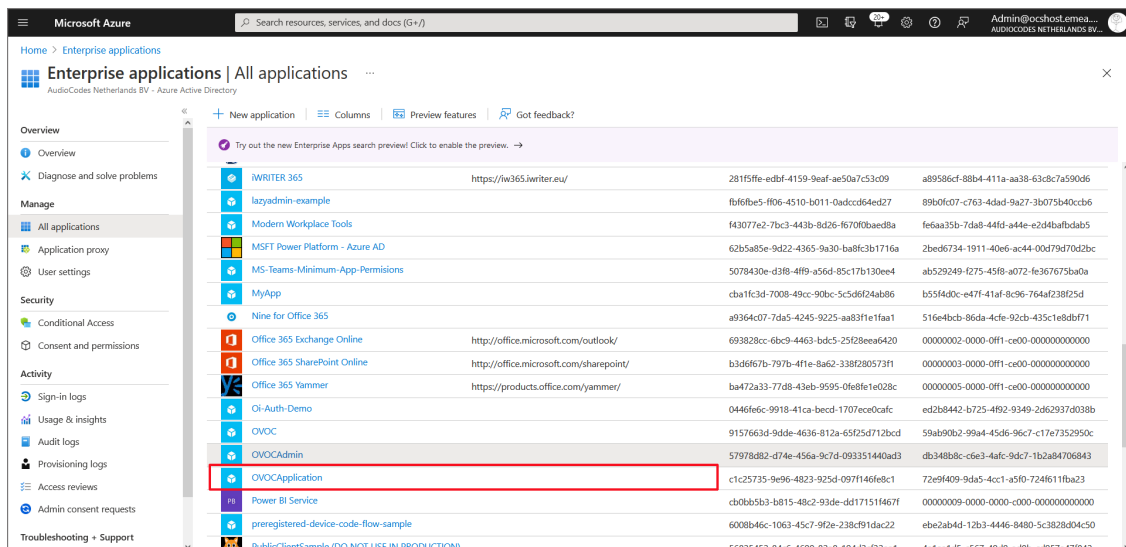 Microsoft Azure
Search resources, services, and docs (G+/)
20+
Admin@ocshost.emea....
AUDIOCODES NETHERLANDS BV...
Home > Enterprise applications
Enterprise applications | All applications ...
AudioCodes Netherlands BV - Azure Active Directory
New application
Columns
Preview features
Got feedback?
Try out the new Enterprise Apps search preview! Click to enable the preview. →
Overview
Overview
Diagnose and solve problems
Manage
All applications
Application proxy
User settings
Security
Conditional Access
Consent and permissions
Activity
Sign-in logs
Usage & insights
Audit logs
Provisioning logs
Access reviews
Admin consent requests
Troubleshooting + Support
iWRITER 365 https://iw365.iwriter.eu/ 281f5ffe-edbf-4159-9eaf-ae50a7c53c09 a89586cf-88b4-411a-aa38-63c8c7a590d6
lazyadmin-example fbf6fbe5-ff06-4510-b011-0adccd64ed27 89b0fc07-c763-4dad-9a27-3b075b40ccb6
Modern Workplace Tools f43077e2-7bc3-443b-8d26-f670f0baed8a fe6aa35b-7da8-44fd-a44e-e2d4bafbdab5
MSFT Power Platform - Azure AD 62b5a85e-9d22-4365-9a30-ba8fc3b1716a 2bed6734-1911-40e6-ac44-00d79d70d2bc
MS-Teams-Minimum-App-Permisions 5078430e-d3f8-4ff9-a56d-85c17b130ee4 ab529249-f275-45f8-a072-fe367675ba0a
MyApp cba1fc3d-7008-49cc-90bc-5c5d6f24ab86 b55f4d0c-e47f-41af-8c96-764af238f25d
Nine for Office 365 a9364c07-7da5-4245-9225-aa83f1e1faa1 516e4bcb-86da-4cfe-92cb-435c1e8dbf71
Office 365 Exchange Online http://office.microsoft.com/outlook/ 693828cc-6bc9-4463-bdc5-25f28eea6420 00000002-0000-0ff1-ce00-000000000000
Office 365 SharePoint Online http://office.microsoft.com/sharepoint/ b3d6f67b-797b-4f1e-8a62-338f280573f1 00000003-0000-0ff1-ce00-000000000000
Office 365 Yammer https://products.office.com/yammer/ ba472a33-77d8-43eb-9595-0fe8fe1e028c 00000005-0000-0ff1-ce00-000000000000
Oi-Auth-Demo 0446fe6c-9918-41ca-becd-1707ece0cafc ed2b8442-b725-4f92-9349-2d62937d038b
OVOC 9157663d-9dde-4636-812a-65f25d712bcd 59ab90b2-99a4-45d6-96c7-c17e7352950c
OVOCAdmin 57978d82-d74e-456a-9c7d-093351440ad3 db348b8c-c6e3-4afc-9dc7-1b2a84706843
OVOCApplication c1c25735-9e96-4823-925d-097f146fe8c1 72e9f409-9da5-4cc1-a5f0-724f611fba23
PB Power BI Service cb0bb5b3-b815-48c2-93de-dd17151f467f 00000009-0000-0000-c000-000000000000
preregistered-device-code-flow-sample 6008b46c-1063-45c7-9f2e-238cf91dac22 ebe2ab4d-12b3-4446-8480-5c3828d04c50
PublicClientSample (DO NOT USE IN PRODUCTION)